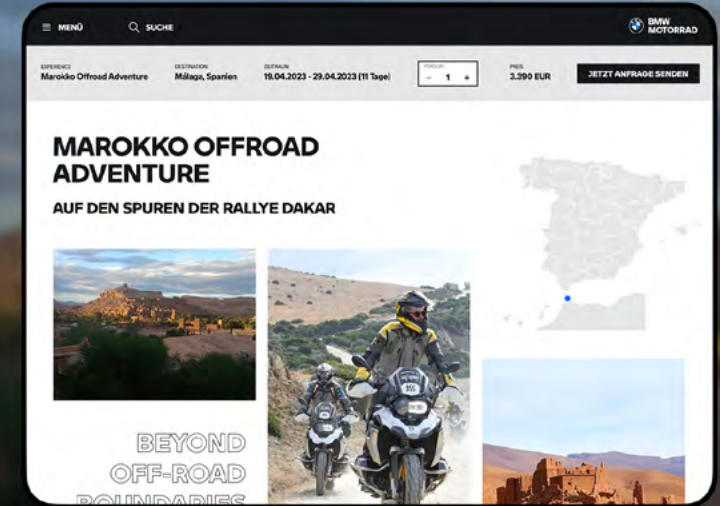 MENÜ
SUCHE
BMW
MOTORRAD
EXPERIENCE
DESTINATION
ZEITRAUM
PERSON
PREIS
Marokko Offroad Adventure
Málaga, Spanien
19.04.2023 - 29.04.2023 (11 Tage)
- 1 +
3.390 EUR
JETZT ANFRAGE SENDEN
MAROKKO OFFROAD
ADVENTURE
AUF DEN SPUREN DER RALLYE DAKAR
BEYOND
OFF-ROAD
BOUNDARIES